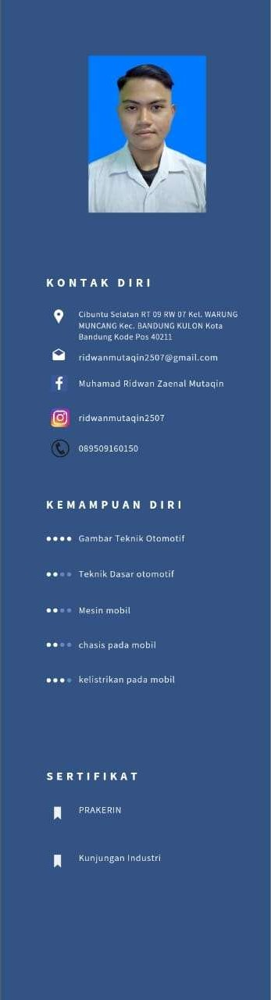 KONTAK DIRI
Cibuntu Selatan RT 09 RW 07 Kel. WARUNG
MUNCANG Kec. BANDUNG KULON Kota
Bandung Kode Pos 40211
ridwanmutaqin2507@gmail.com
Muhamad Ridwan Zaenal Mutaqin
ridwanmutaqin2507
089509160150
KEMAMPUAN DIRI
Gambar Teknik Otomotif
Teknik Dasar otomotif
Mesin mobil
chasis pada mobil
kelistrikan pada mobil
SERTIFIKAT
PRAKERIN
Kunjungan Industri